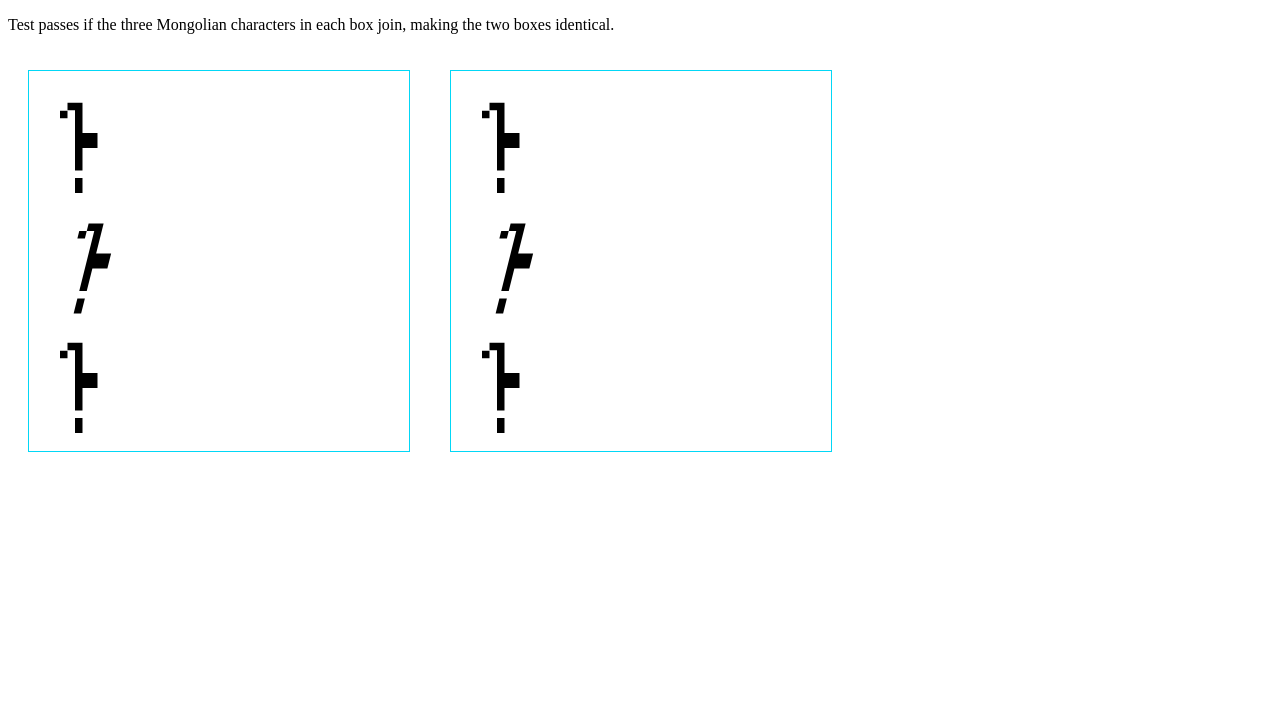 Test passes if the three Mongolian characters in each box join, making the two boxes identical.